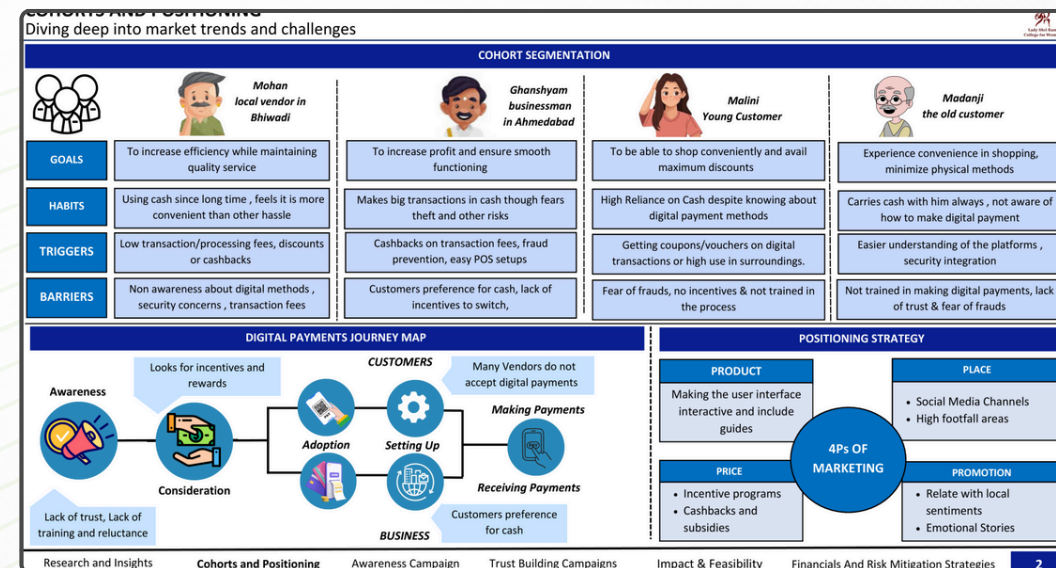 COHORTS AND POSITIONING
Diving deep into market trends and challenges
COHORT SEGMENTATION
Mohan
local vendor in
Bhiwadi
Ghanshyam
businessman
in Ahmedabad
Malini
Young Customer
Madanji
the old customer
GOALS
To increase efficiency while maintaining
quality service
To increase profit and ensure smooth
functioning
To be able to shop conveniently and avail
maximum discounts
Experience convenience in shopping,
minimize physical methods
HABITS
Using cash since long time , feels it is more
convenient than other hassle
Makes big transactions in cash though fears
theft and other risks
High Reliance on Cash despite knowing about
digital payment methods
Carries cash with him always , not aware of
how to make digital payment
TRIGGERS
Low transaction/processing fees, discounts
or cashbacks
Cashbacks on transaction fees, fraud
prevention, easy POS setups
Getting coupons/vouchers on digital
transactions or high use in surroundings.
Easier understanding of the platforms ,
security integration
BARRIERS
Non awareness about digital methods ,
security concerns , transaction fees
Customers preference for cash, lack of
incentives to switch,
Fear of frauds, no incentives & not trained in
the process
Not trained in making digital payments, lack
of trust & fear of frauds
DIGITAL PAYMENTS JOURNEY MAP
Looks for incentives and
rewards
CUSTOMERS
Many Vendors do not
accept digital payments
Awareness
Making Payments
Adoption
Setting Up
Consideration
Receiving Payments
Lack of trust, Lack of
training and reluctance
Customers preference
for cash
BUSINESS
POSITIONING STRATEGY
PRODUCT
Making the user interface
interactive and include
guides
PLACE
• Social Media Channels
• High footfall areas
4Ps OF
MARKETING
PRICE
• Incentive programs
• Cashbacks and
subsidies
PROMOTION
• Relate with local
sentiments
• Emotional Stories
Research and Insights
Cohorts and Positioning
Awareness Campaign
Trust Building Campaigns
Impact & Feasibility
Financials And Risk Mitigation Strategies
2